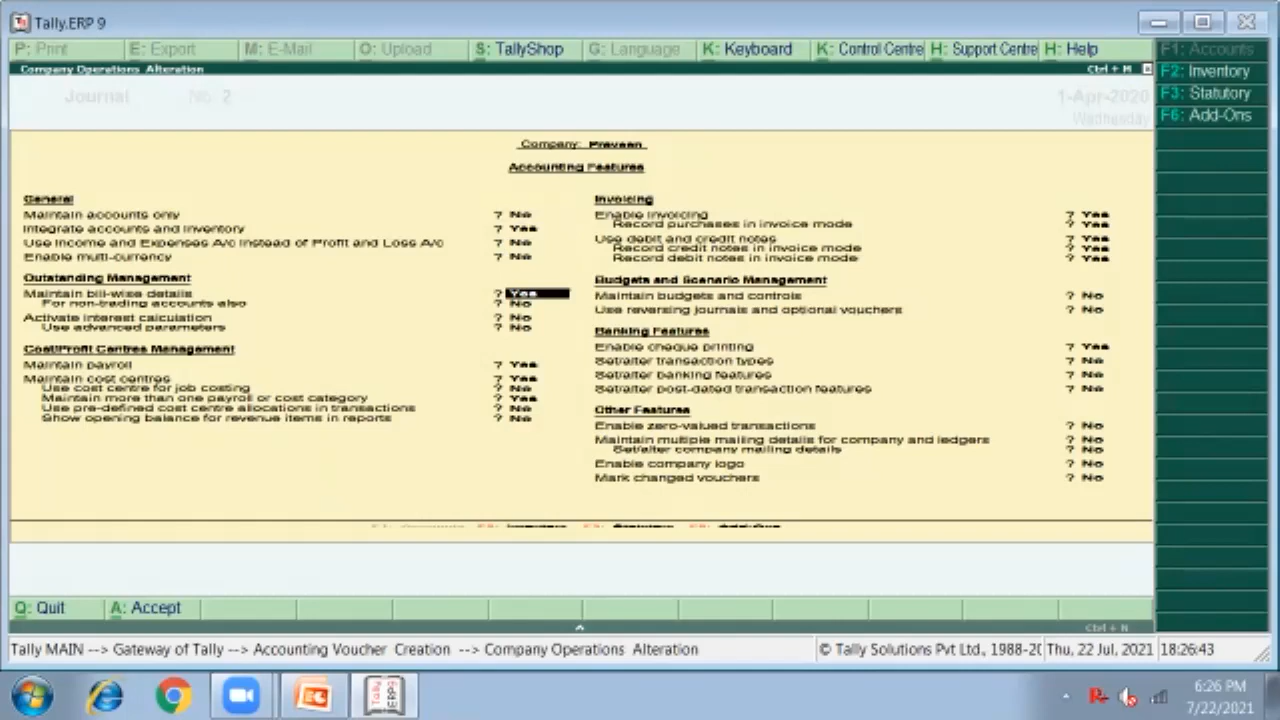 Tally.ERP 9
P: Print E: Export M: E-Mail O: Upload S: TallyShop G: Language K: Keyboard K: Control Centre H: Support Centre H: Help F1: Accounts
Company Operations Alteration Ctrl + M
F2: Inventory
Journal No. 2 1-Apr-2020
F3: Statutory
Wednesday
F6: Add-Ons
Company: Praveen
Accounting Features
General
Maintain accounts only ? No
Integrate accounts and inventory ? Yes
Use Income and Expenses A/c instead of Profit and Loss A/c ? No
Enable multi-currency ? No
Outstanding Management
Maintain bill-wise details ? Yes
For non-trading accounts also ? No
Activate interest calculation ? No
Use advanced parameters ? No
Cost/Profit Centres Management
Maintain payroll ? Yes
Maintain cost centres ? Yes
Use cost centre for job costing ? No
Maintain more than one payroll or cost category ? Yes
Use pre-defined cost centre allocations in transactions ? No
Show opening balance for revenue items in reports ? No
Invoicing
Enable invoicing ? Yes
Record purchases in invoice mode ? Yes
Use debit and credit notes ? Yes
Record credit notes in invoice mode ? Yes
Record debit notes in invoice mode ? Yes
Budgets and Scenario Management
Maintain budgets and controls ? No
Use reversing journals and optional vouchers ? No
Banking Features
Enable cheque printing ? Yes
Set/alter transaction types ? No
Set/alter banking features ? No
Set/alter post-dated transaction features ? No
Other Features
Enable zero-valued transactions ? No
Maintain multiple mailing details for company and ledgers ? No
Set/alter company mailing details ? No
Enable company logo ? No
Mark changed vouchers ? No
Q: Quit A: Accept
Ctrl + N
Tally MAIN --> Gateway of Tally --> Accounting Voucher Creation --> Company Operations Alteration © Tally Solutions Pvt Ltd., 1988-20 Thu, 22 Jul, 2021 18:26:43
6:26 PM
7/22/2021